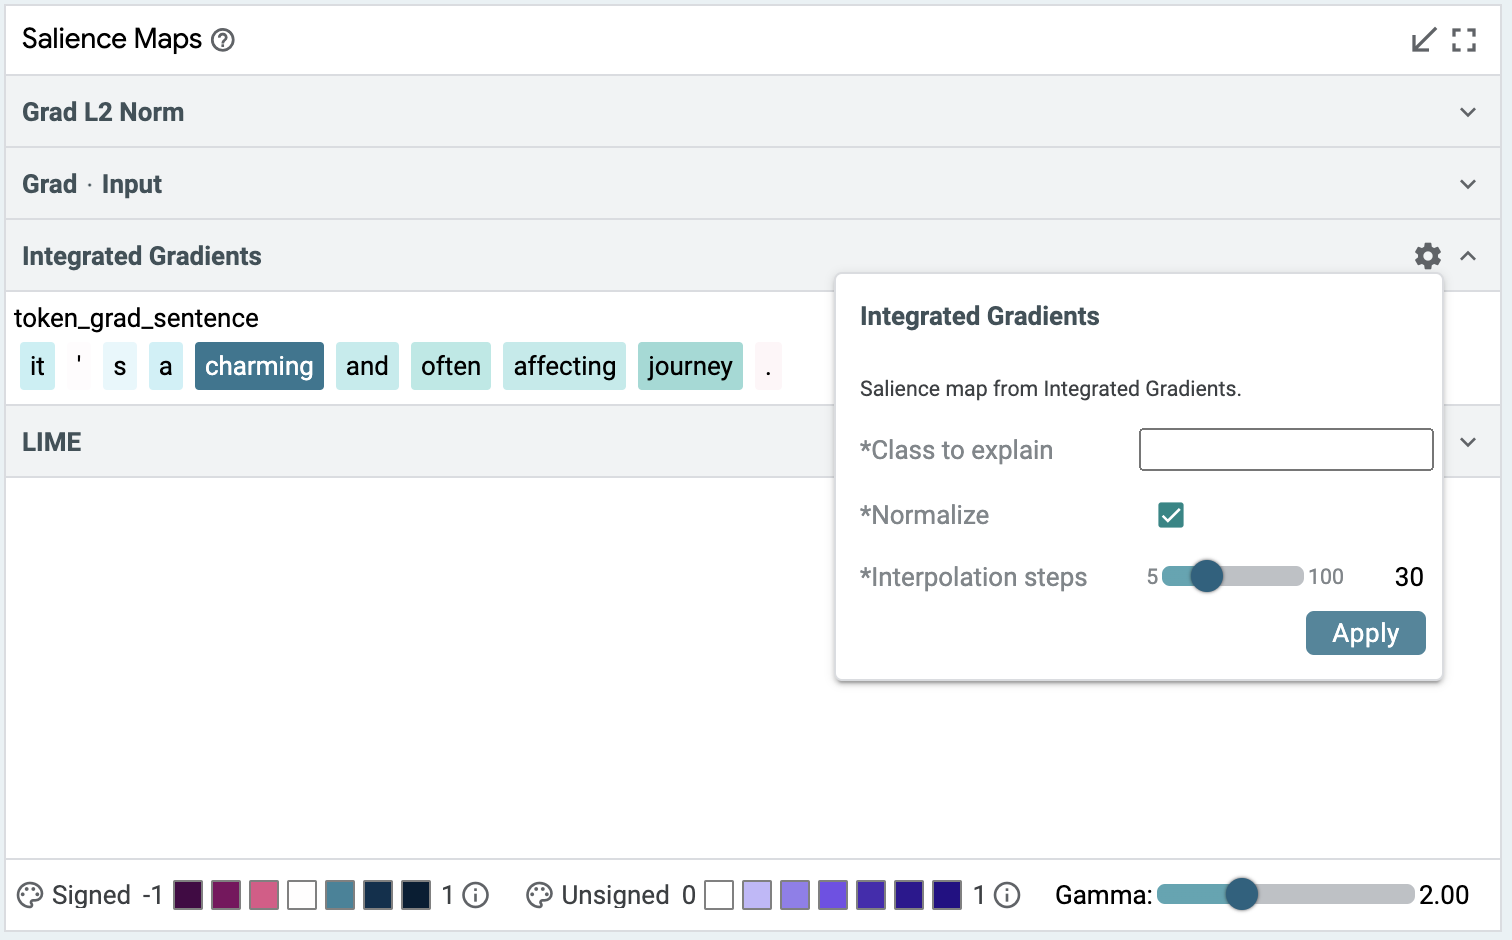 Salience Maps
Grad L2 Norm
Grad · Input
Integrated Gradients
token_grad_sentence
it ' s a charming and often affecting journey .
LIME
Integrated Gradients
Salience map from Integrated Gradients.
*Class to explain
*Normalize
*Interpolation steps 5 100 30
Apply
Signed -1 1 Unsigned 0 1 Gamma: 2.00